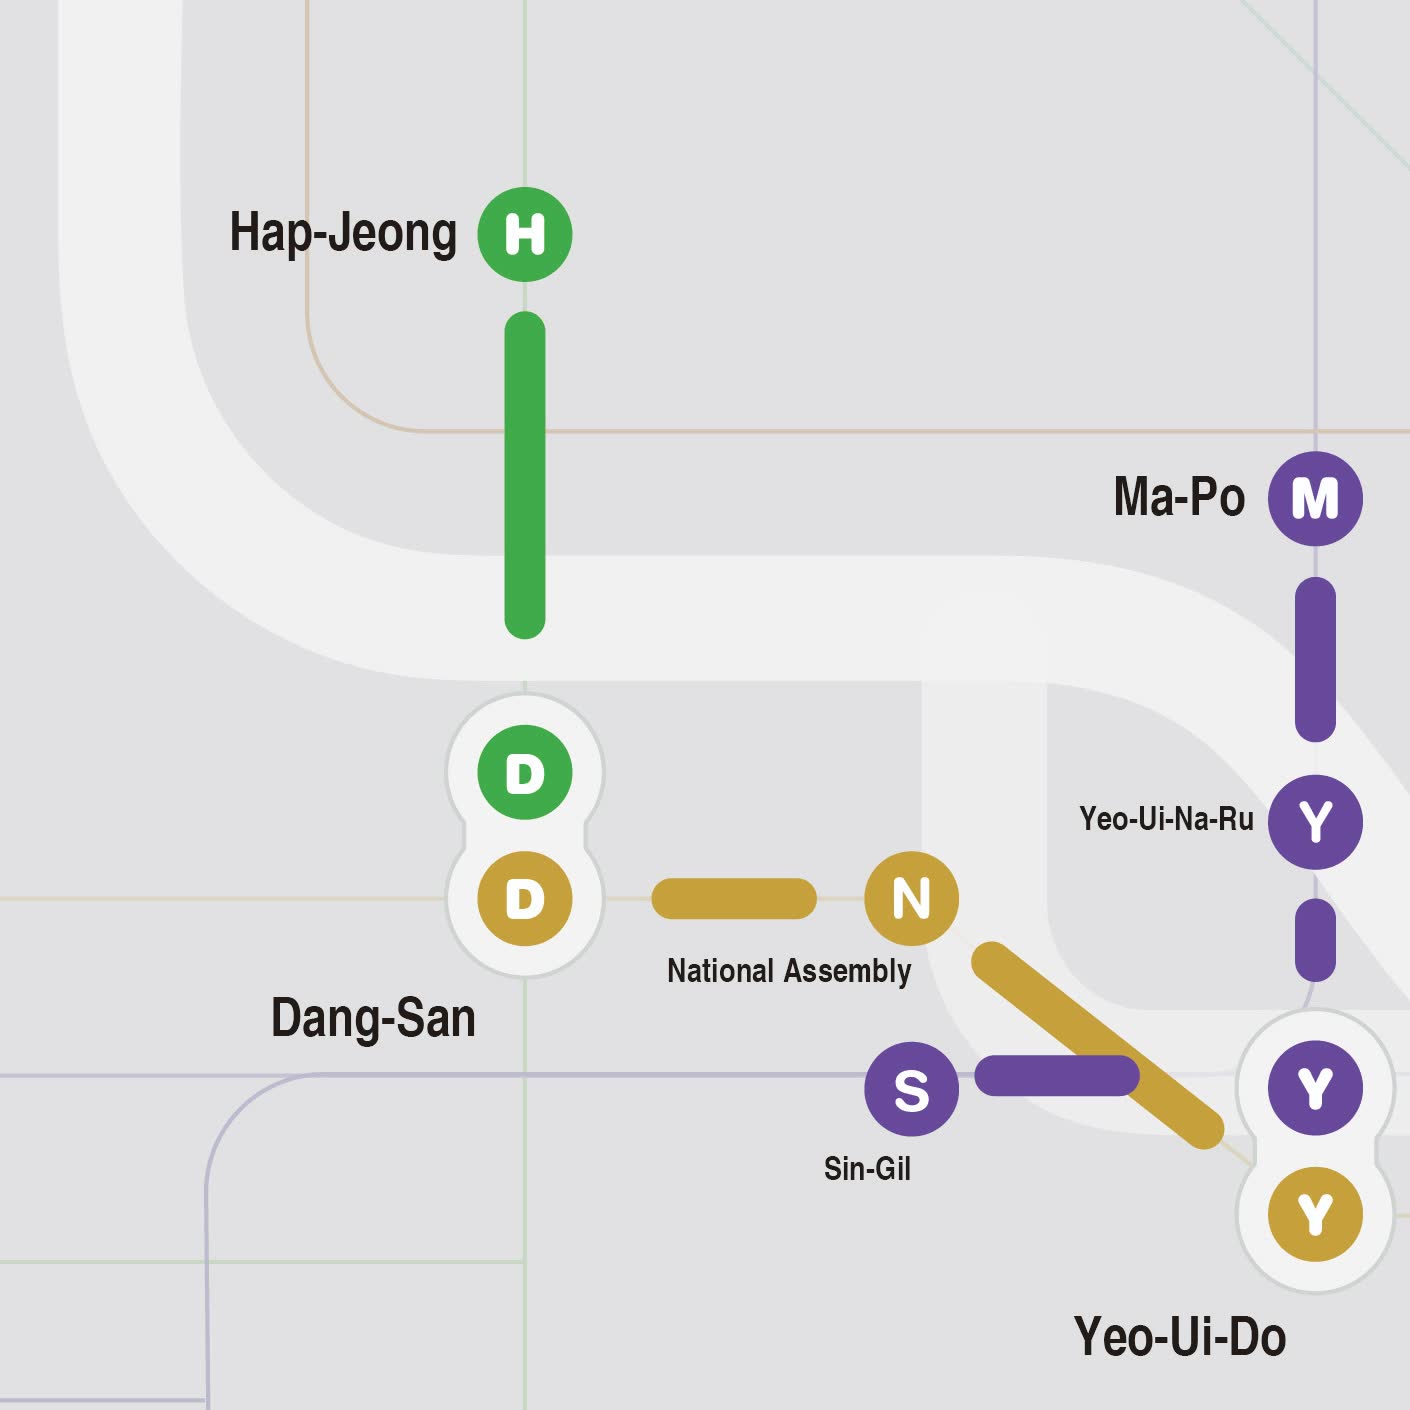 Hap-Jeong H
Ma-Po M
D
Yeo-Ui-Na-Ru Y
D
N
National Assembly
Dang-San
S
Y
Sin-Gil
Y
Yeo-Ui-Do